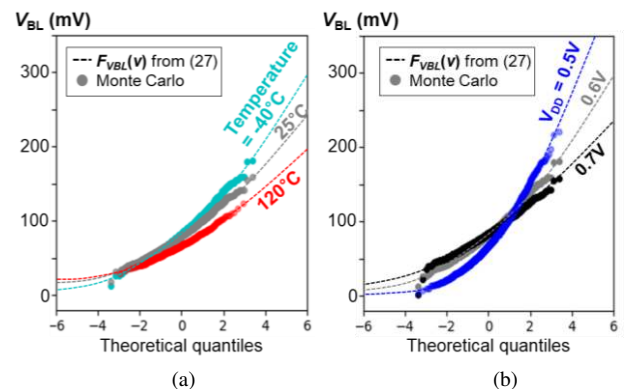 V_BL (mV)
F_VBL(v) from (27)
Monte Carlo
Temperature
= -40°C
25°C
120°C
300
200
100
0
−6 −4 −2 0 2 4 6
Theoretical quantiles
(a)
V_BL (mV)
F_VBL(v) from (27)
Monte Carlo
V_DD = 0.5V
0.6V
0.7V
300
200
100
0
−6 −4 −2 0 2 4 6
Theoretical quantiles
(b)